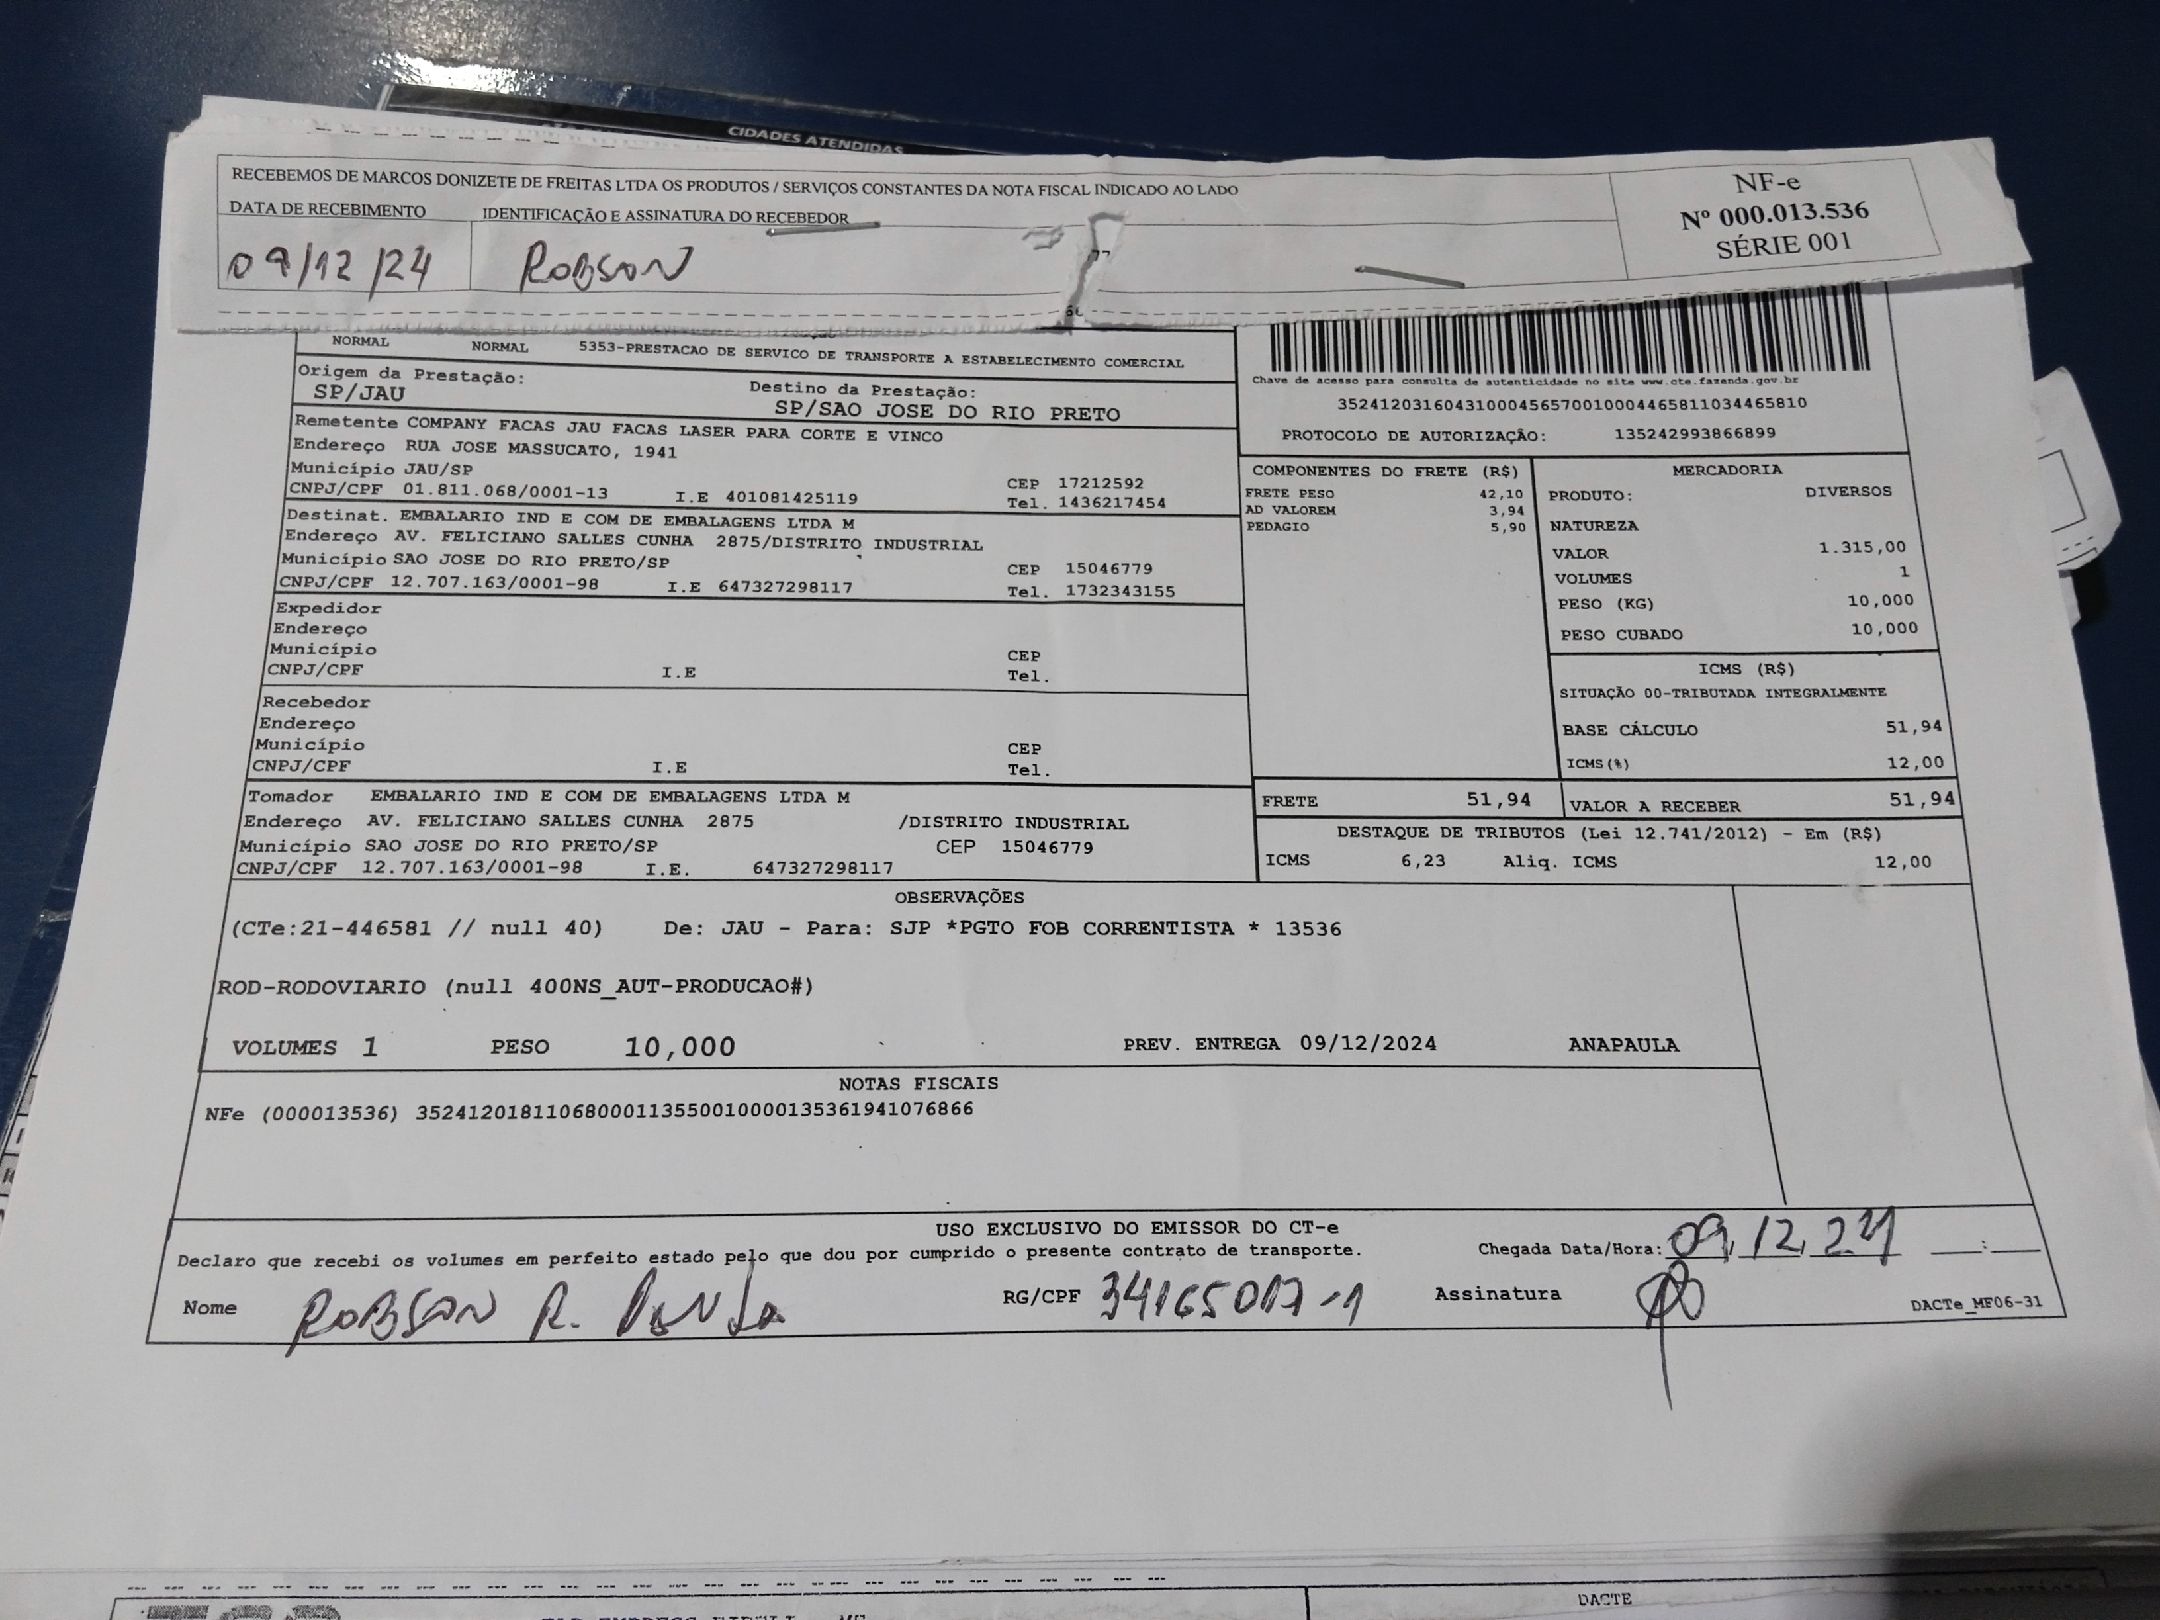 CIDADES ATENDIDAS
RECEBEMOS DE MARCOS DONIZETE DE FREITAS LTDA OS PRODUTOS / SERVIÇOS CONSTANTES DA NOTA FISCAL INDICADO AO LADO
DATA DE RECEBIMENTO IDENTIFICAÇÃO E ASSINATURA DO RECEBEDOR
09/12/24 ROBSON
NF-e
Nº 000.013.536
SÉRIE 001
NORMAL NORMAL 5353-PRESTACAO DE SERVICO DE TRANSPORTE A ESTABELECIMENTO COMERCIAL
Origem da Prestação: Destino da Prestação:
SP/JAU SP/SAO JOSE DO RIO PRETO
Chave de acesso para consulta de autenticidade no site www.cte.fazenda.gov.br
35241203160431000456570010004465811034465810
PROTOCOLO DE AUTORIZAÇÃO: 135242993866899
Remetente COMPANY FACAS JAU FACAS LASER PARA CORTE E VINCO
Endereço RUA JOSE MASSUCATO, 1941
Município JAU/SP CEP 17212592
CNPJ/CPF 01.811.068/0001-13 I.E 401081425119 Tel. 1436217454
Destinat. EMBALARIO IND E COM DE EMBALAGENS LTDA M
Endereço AV. FELICIANO SALLES CUNHA 2875/DISTRITO INDUSTRIAL
Município SAO JOSE DO RIO PRETO/SP CEP 15046779
CNPJ/CPF 12.707.163/0001-98 I.E 647327298117 Tel. 1732343155
Expedidor
Endereço
Município CEP
CNPJ/CPF I.E Tel.
Recebedor
Endereço
Município CEP
CNPJ/CPF I.E Tel.
Tomador EMBALARIO IND E COM DE EMBALAGENS LTDA M
Endereço AV. FELICIANO SALLES CUNHA 2875 /DISTRITO INDUSTRIAL
Município SAO JOSE DO RIO PRETO/SP CEP 15046779
CNPJ/CPF 12.707.163/0001-98 I.E. 647327298117
COMPONENTES DO FRETE (R$)
FRETE PESO 42,10
AD VALOREM 3,94
PEDAGIO 5,90
MERCADORIA
PRODUTO: DIVERSOS
NATUREZA
VALOR 1.315,00
VOLUMES 1
PESO (KG) 10,000
PESO CUBADO 10,000
ICMS (R$)
SITUAÇÃO 00-TRIBUTADA INTEGRALMENTE
BASE CÁLCULO 51,94
ICMS(%) 12,00
FRETE 51,94 VALOR A RECEBER 51,94
DESTAQUE DE TRIBUTOS (Lei 12.741/2012) - Em (R$)
ICMS 6,23 Aliq. ICMS 12,00
OBSERVAÇÕES
(CTe:21-446581 // null 40) De: JAU - Para: SJP *PGTO FOB CORRENTISTA * 13536
ROD-RODOVIARIO (null 400NS_AUT-PRODUCAO#)
VOLUMES 1 PESO 10,000 PREV. ENTREGA 09/12/2024 ANAPAULA
NOTAS FISCAIS
NFe (000013536) 35241201811068000113550010000135361941076866
USO EXCLUSIVO DO EMISSOR DO CT-e
Declaro que recebi os volumes em perfeito estado pelo que dou por cumprido o presente contrato de transporte. Chegada Data/Hora: 09/12/24 :
Nome ROBSON R. RG/CPF 34165017-1 Assinatura
DACTe_MF06-31
DACTE